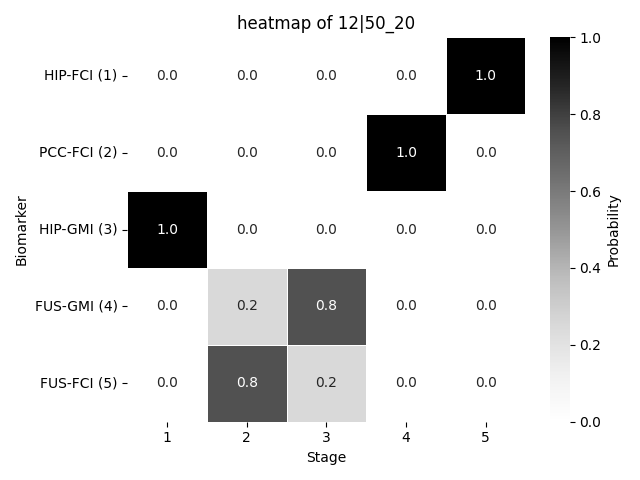 heatmap of 12|50_20
HIP-FCI (1)
0.0 0.0 0.0 0.0 1.0
PCC-FCI (2)
0.0 0.0 0.0 1.0 0.0
HIP-GMI (3)
1.0 0.0 0.0 0.0 0.0
FUS-GMI (4)
0.0 0.2 0.8 0.0 0.0
FUS-FCI (5)
0.0 0.8 0.2 0.0 0.0
1 2 3 4 5
Stage
Biomarker
1.0
0.8
0.6
0.4
0.2
0.0
Probability